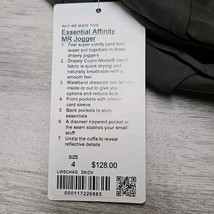 WHY WE MADE THIS
Essential Affinity
MR Jogger
1 Feel super comfy (and look
super put together) in these
drapey joggers
2 Drapey Cupro-Modal® blend
fabric is quick-drying and
naturally breathable with a
smooth feel
3 Waistband drawcord can be
inside or out to give you
options and reduce bulk
4 Front pockets with interior
card sleeve
5 Back pockets to stow
essentials
6 A discreet zippered pocket in
the seam stashes your small
stuff
7 Unzip the cuffs to reveal
reflective details
SIZE
4
$128.00
LW5CHAS DKOV
000117226885